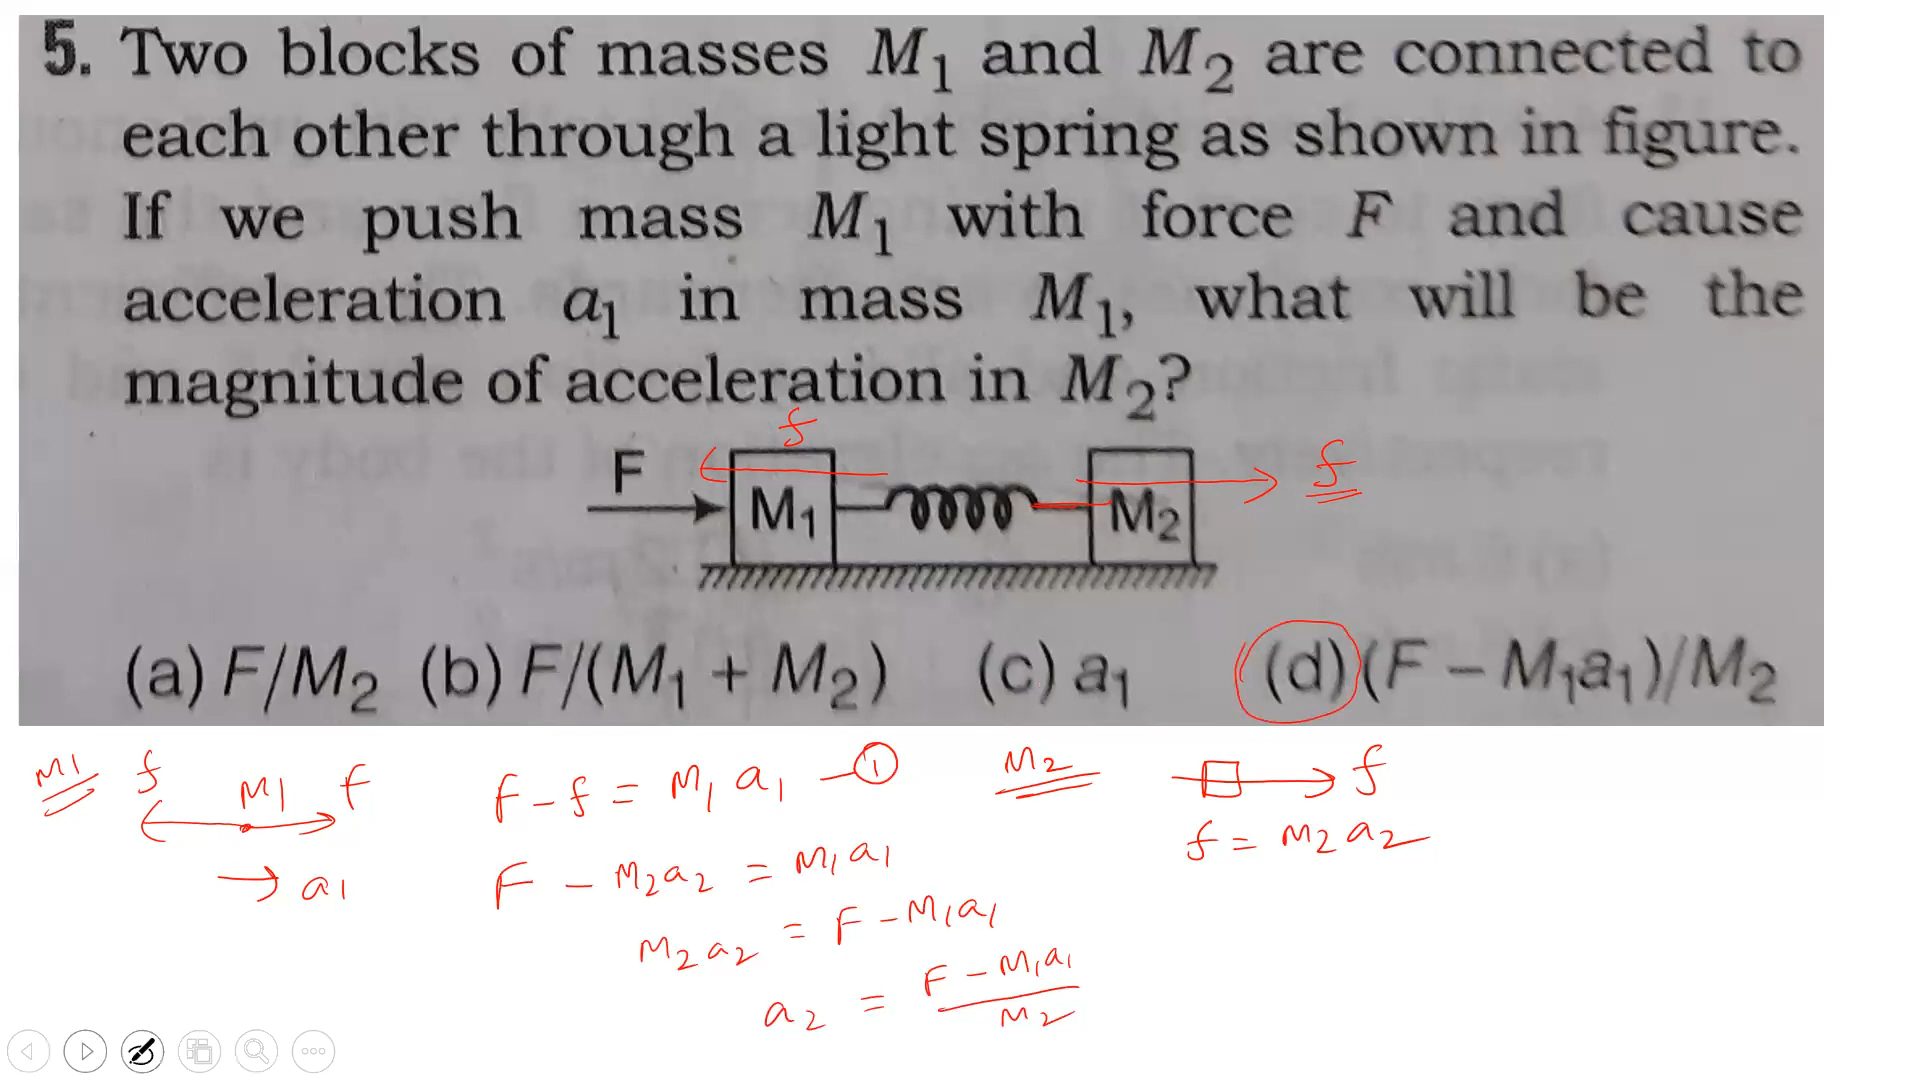 5. Two blocks of masses M₁ and M₂ are connected to
each other through a light spring as shown in figure.
If we push mass M₁ with force F and cause
acceleration a₁ in mass M₁, what will be the
magnitude of acceleration in M₂?
f
F
f
M₁
M₂
(a) F/M₂ (b) F/(M₁ + M₂) (c) a₁ (d) (F – M₁a₁)/M₂
M1 f M1 F
→ a1
F - f = M₁ a₁ – ①
F – M₂a₂ = M₁a₁
M₂a₂ = F – M₁a₁
a₂ = F – M₁a₁ / M₂
M₂
f
f = M₂ a₂